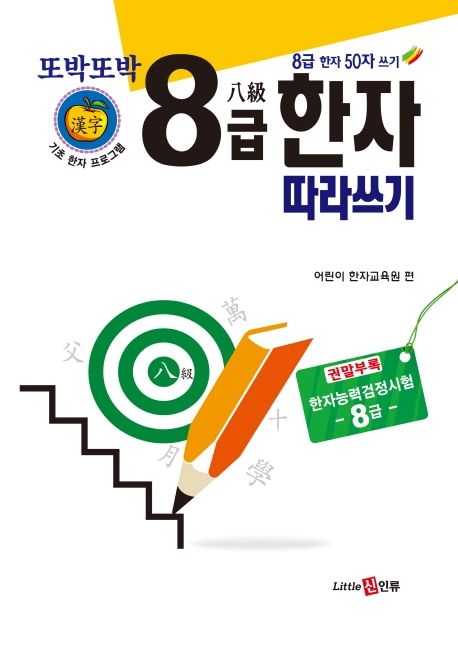 8급 한자 50자 쓰기
또박또박
漢字
기초 한자 프로그램
8급
八級
한자
따라쓰기
어린이 한자교육원 편
萬
父
八級
十
月
學
권말부록
한자능력검정시험
- 8급 -
Little 신인류